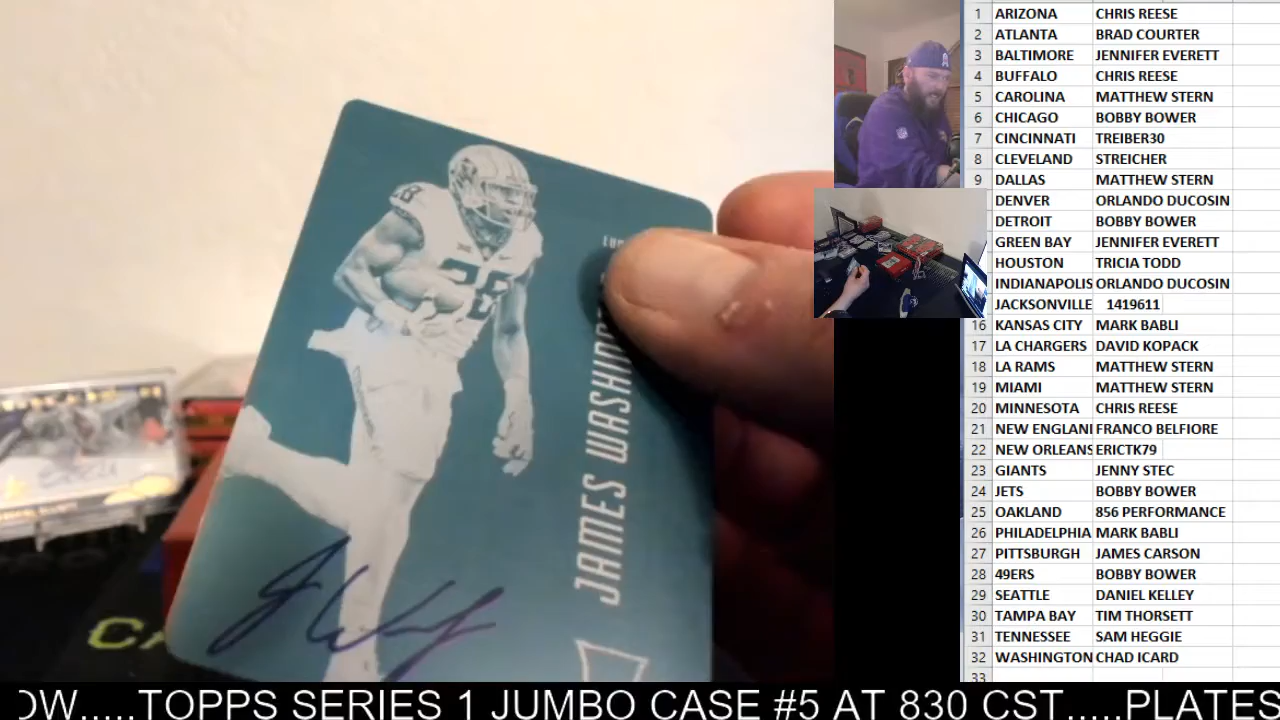 28
28
JAMES WASHING
1 ARIZONA CHRIS REESE
2 ATLANTA BRAD COURTER
3 BALTIMORE JENNIFER EVERETT
4 BUFFALO CHRIS REESE
5 CAROLINA MATTHEW STERN
6 CHICAGO BOBBY BOWER
7 CINCINNATI TREIBER30
8 CLEVELAND STREICHER
9 DALLAS MATTHEW STERN
DENVER ORLANDO DUCOSIN
DETROIT BOBBY BOWER
GREEN BAY JENNIFER EVERETT
HOUSTON TRICIA TODD
INDIANAPOLIS ORLANDO DUCOSIN
JACKSONVILLE 1419611
16 KANSAS CITY MARK BABLI
17 LA CHARGERS DAVID KOPACK
18 LA RAMS MATTHEW STERN
19 MIAMI MATTHEW STERN
20 MINNESOTA CHRIS REESE
21 NEW ENGLAN FRANCO BELFIORE
22 NEW ORLEANS ERICTK79
23 GIANTS JENNY STEC
24 JETS BOBBY BOWER
25 OAKLAND 856 PERFORMANCE
26 PHILADELPHIA MARK BABLI
27 PITTSBURGH JAMES CARSON
28 49ERS BOBBY BOWER
29 SEATTLE DANIEL KELLEY
30 TAMPA BAY TIM THORSETT
31 TENNESSEE SAM HEGGIE
32 WASHINGTON CHAD ICARD
33
OW.....TOPPS SERIES 1 JUMBO CASE #5 AT 830 CST.....PLATES